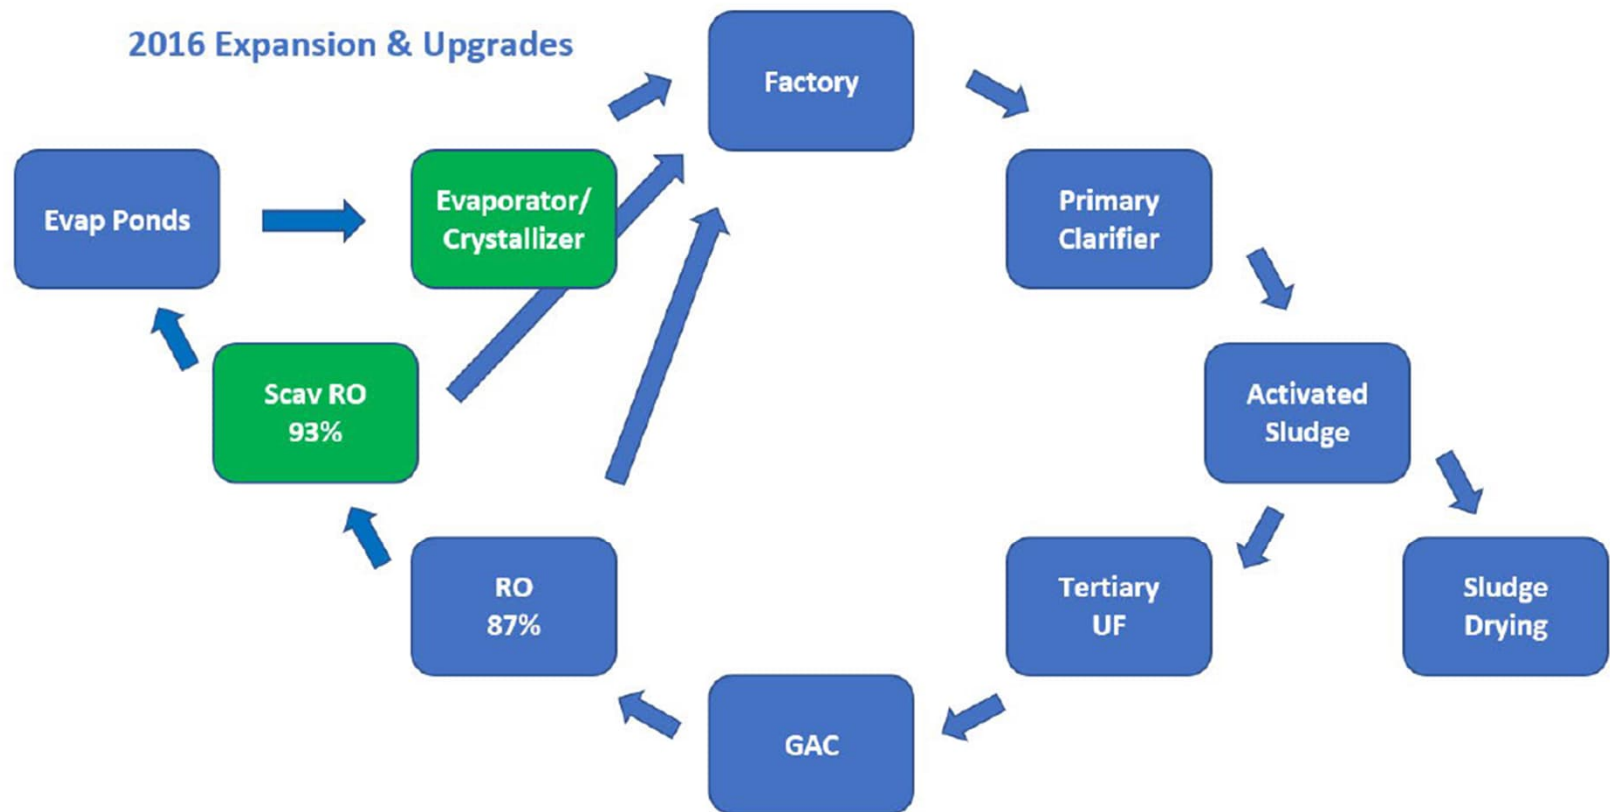 2016 Expansion & Upgrades
Factory
Evap Ponds
Evaporator/
Crystallizer
Primary
Clarifier
Scav RO
93%
Activated
Sludge
RO
87%
Tertiary
UF
Sludge
Drying
GAC